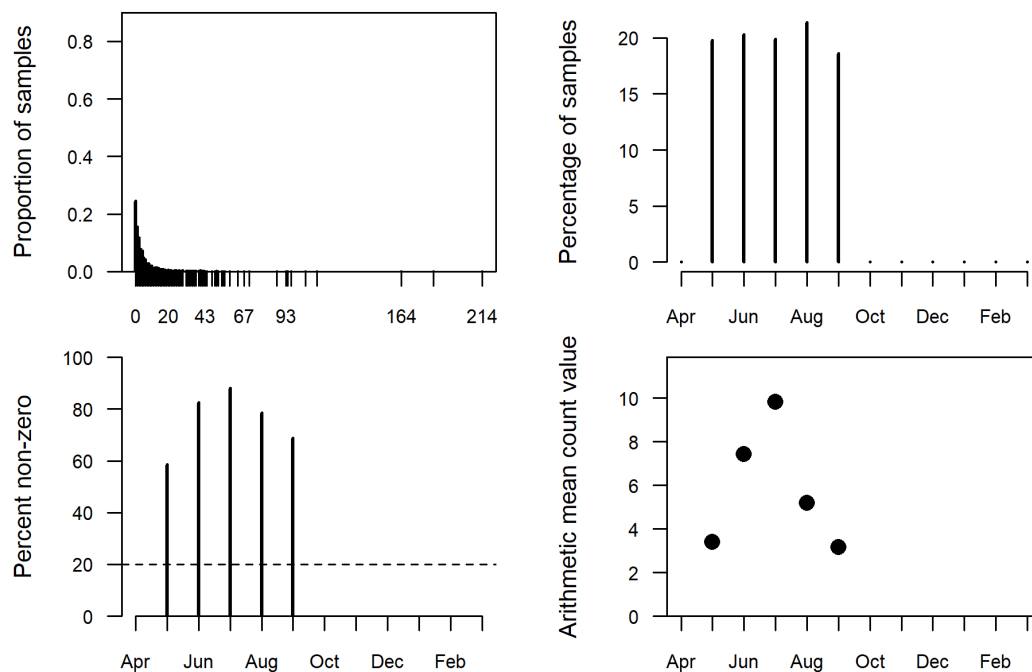 Proportion of samples
0.8
0.6
0.4
0.2
0.0
0 20 43 67 93 164 214
Percentage of samples
20
15
10
5
0
Apr Jun Aug Oct Dec Feb
Percent non-zero
100
80
60
40
20
0
Apr Jun Aug Oct Dec Feb
Arithmetic mean count value
10
8
6
4
2
0
Apr Jun Aug Oct Dec Feb